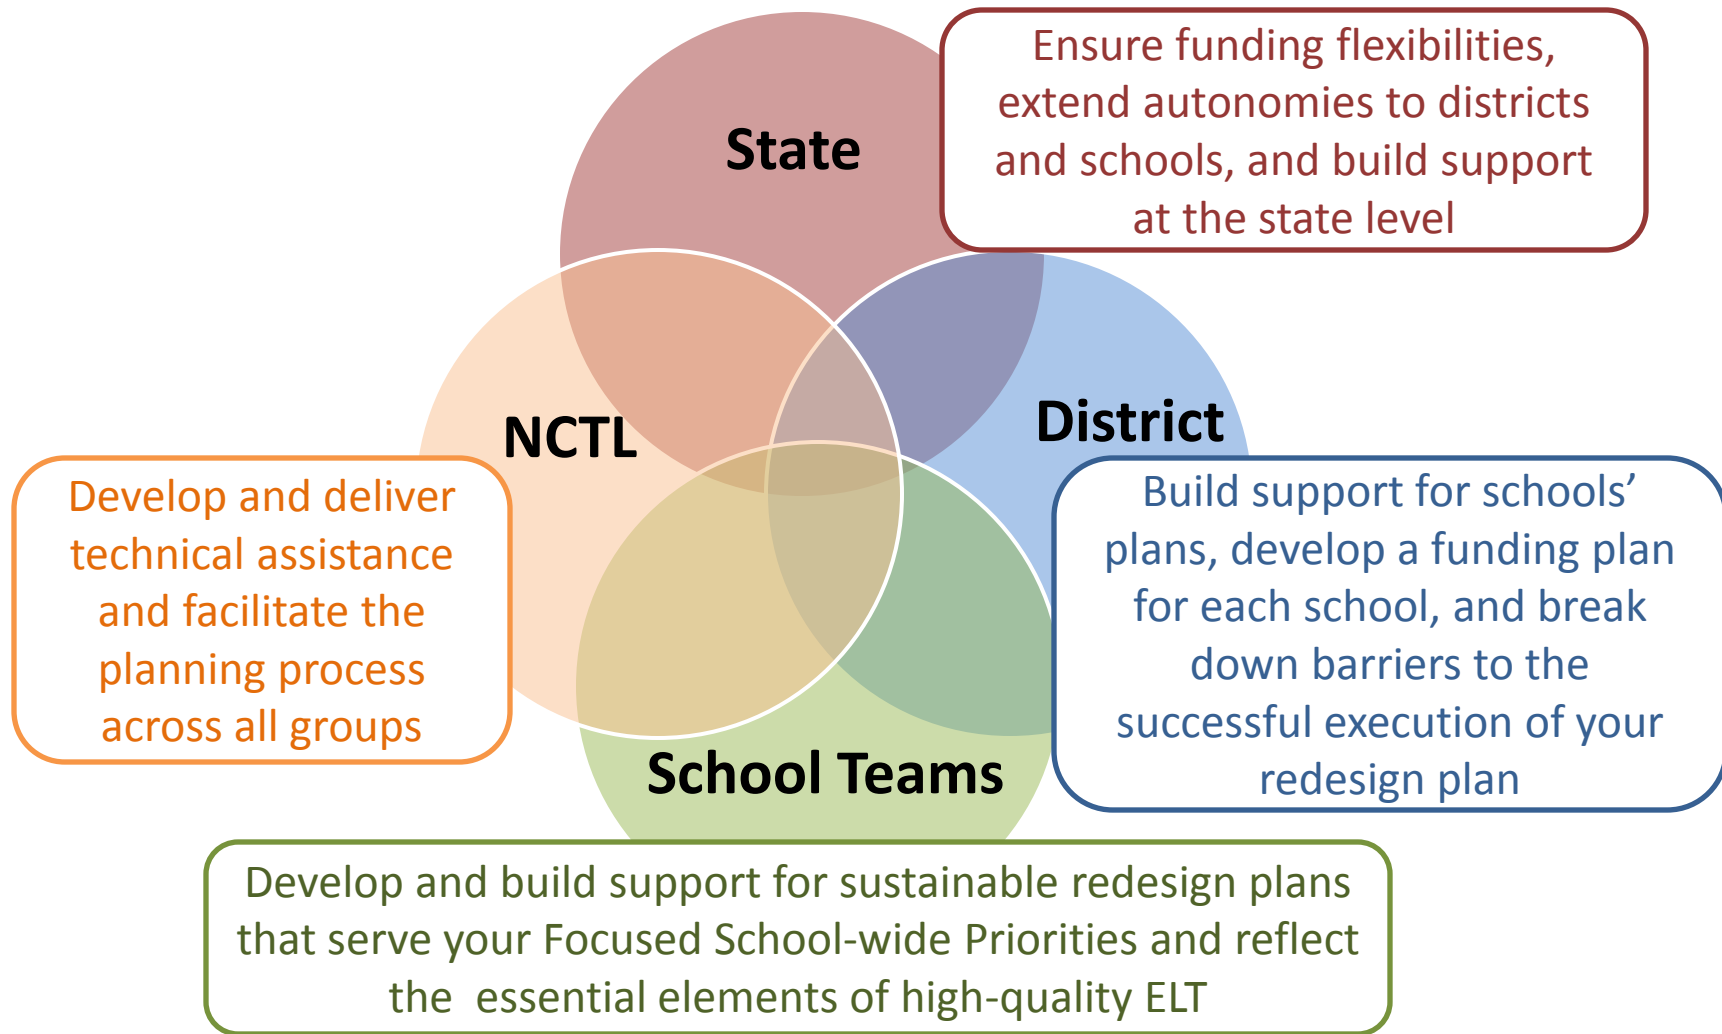 State
Ensure funding flexibilities,
extend autonomies to districts
and schools, and build support
at the state level
NCTL
Develop and deliver
technical assistance
and facilitate the
planning process
across all groups
District
Build support for schools’
plans, develop a funding plan
for each school, and break
down barriers to the
successful execution of your
redesign plan
School Teams
Develop and build support for sustainable redesign plans
that serve your Focused School-wide Priorities and reflect
the  essential elements of high-quality ELT